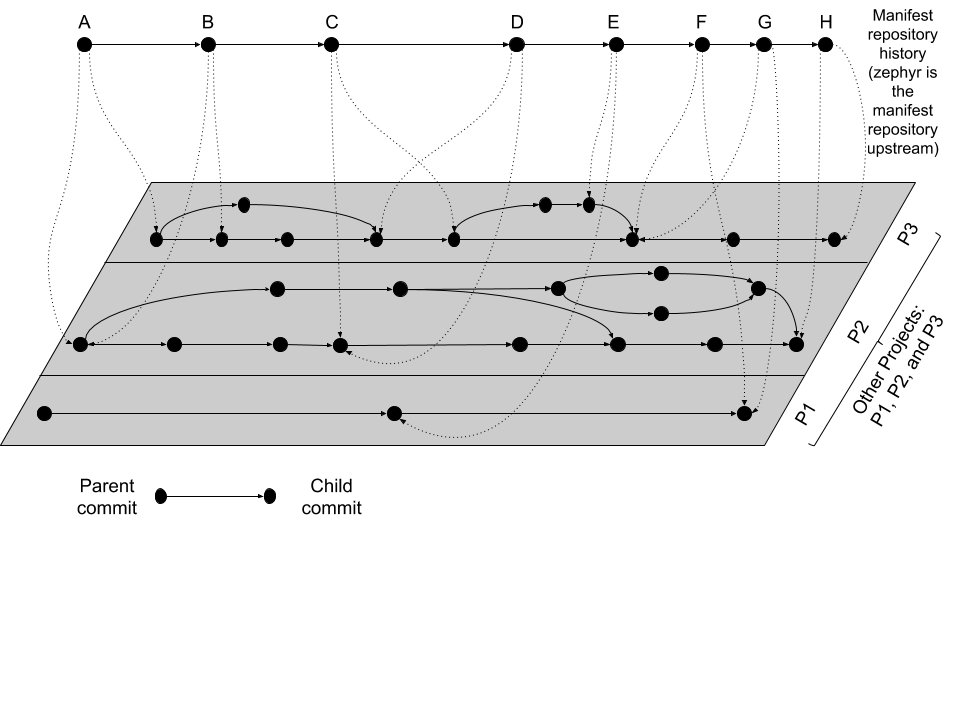 A B C D E F G H
Manifest
repository
history
(zephyr is
the
manifest
repository
upstream)
P3
P2
P1
Other Projects:
P1, P2, and P3
Parent
commit
Child
commit